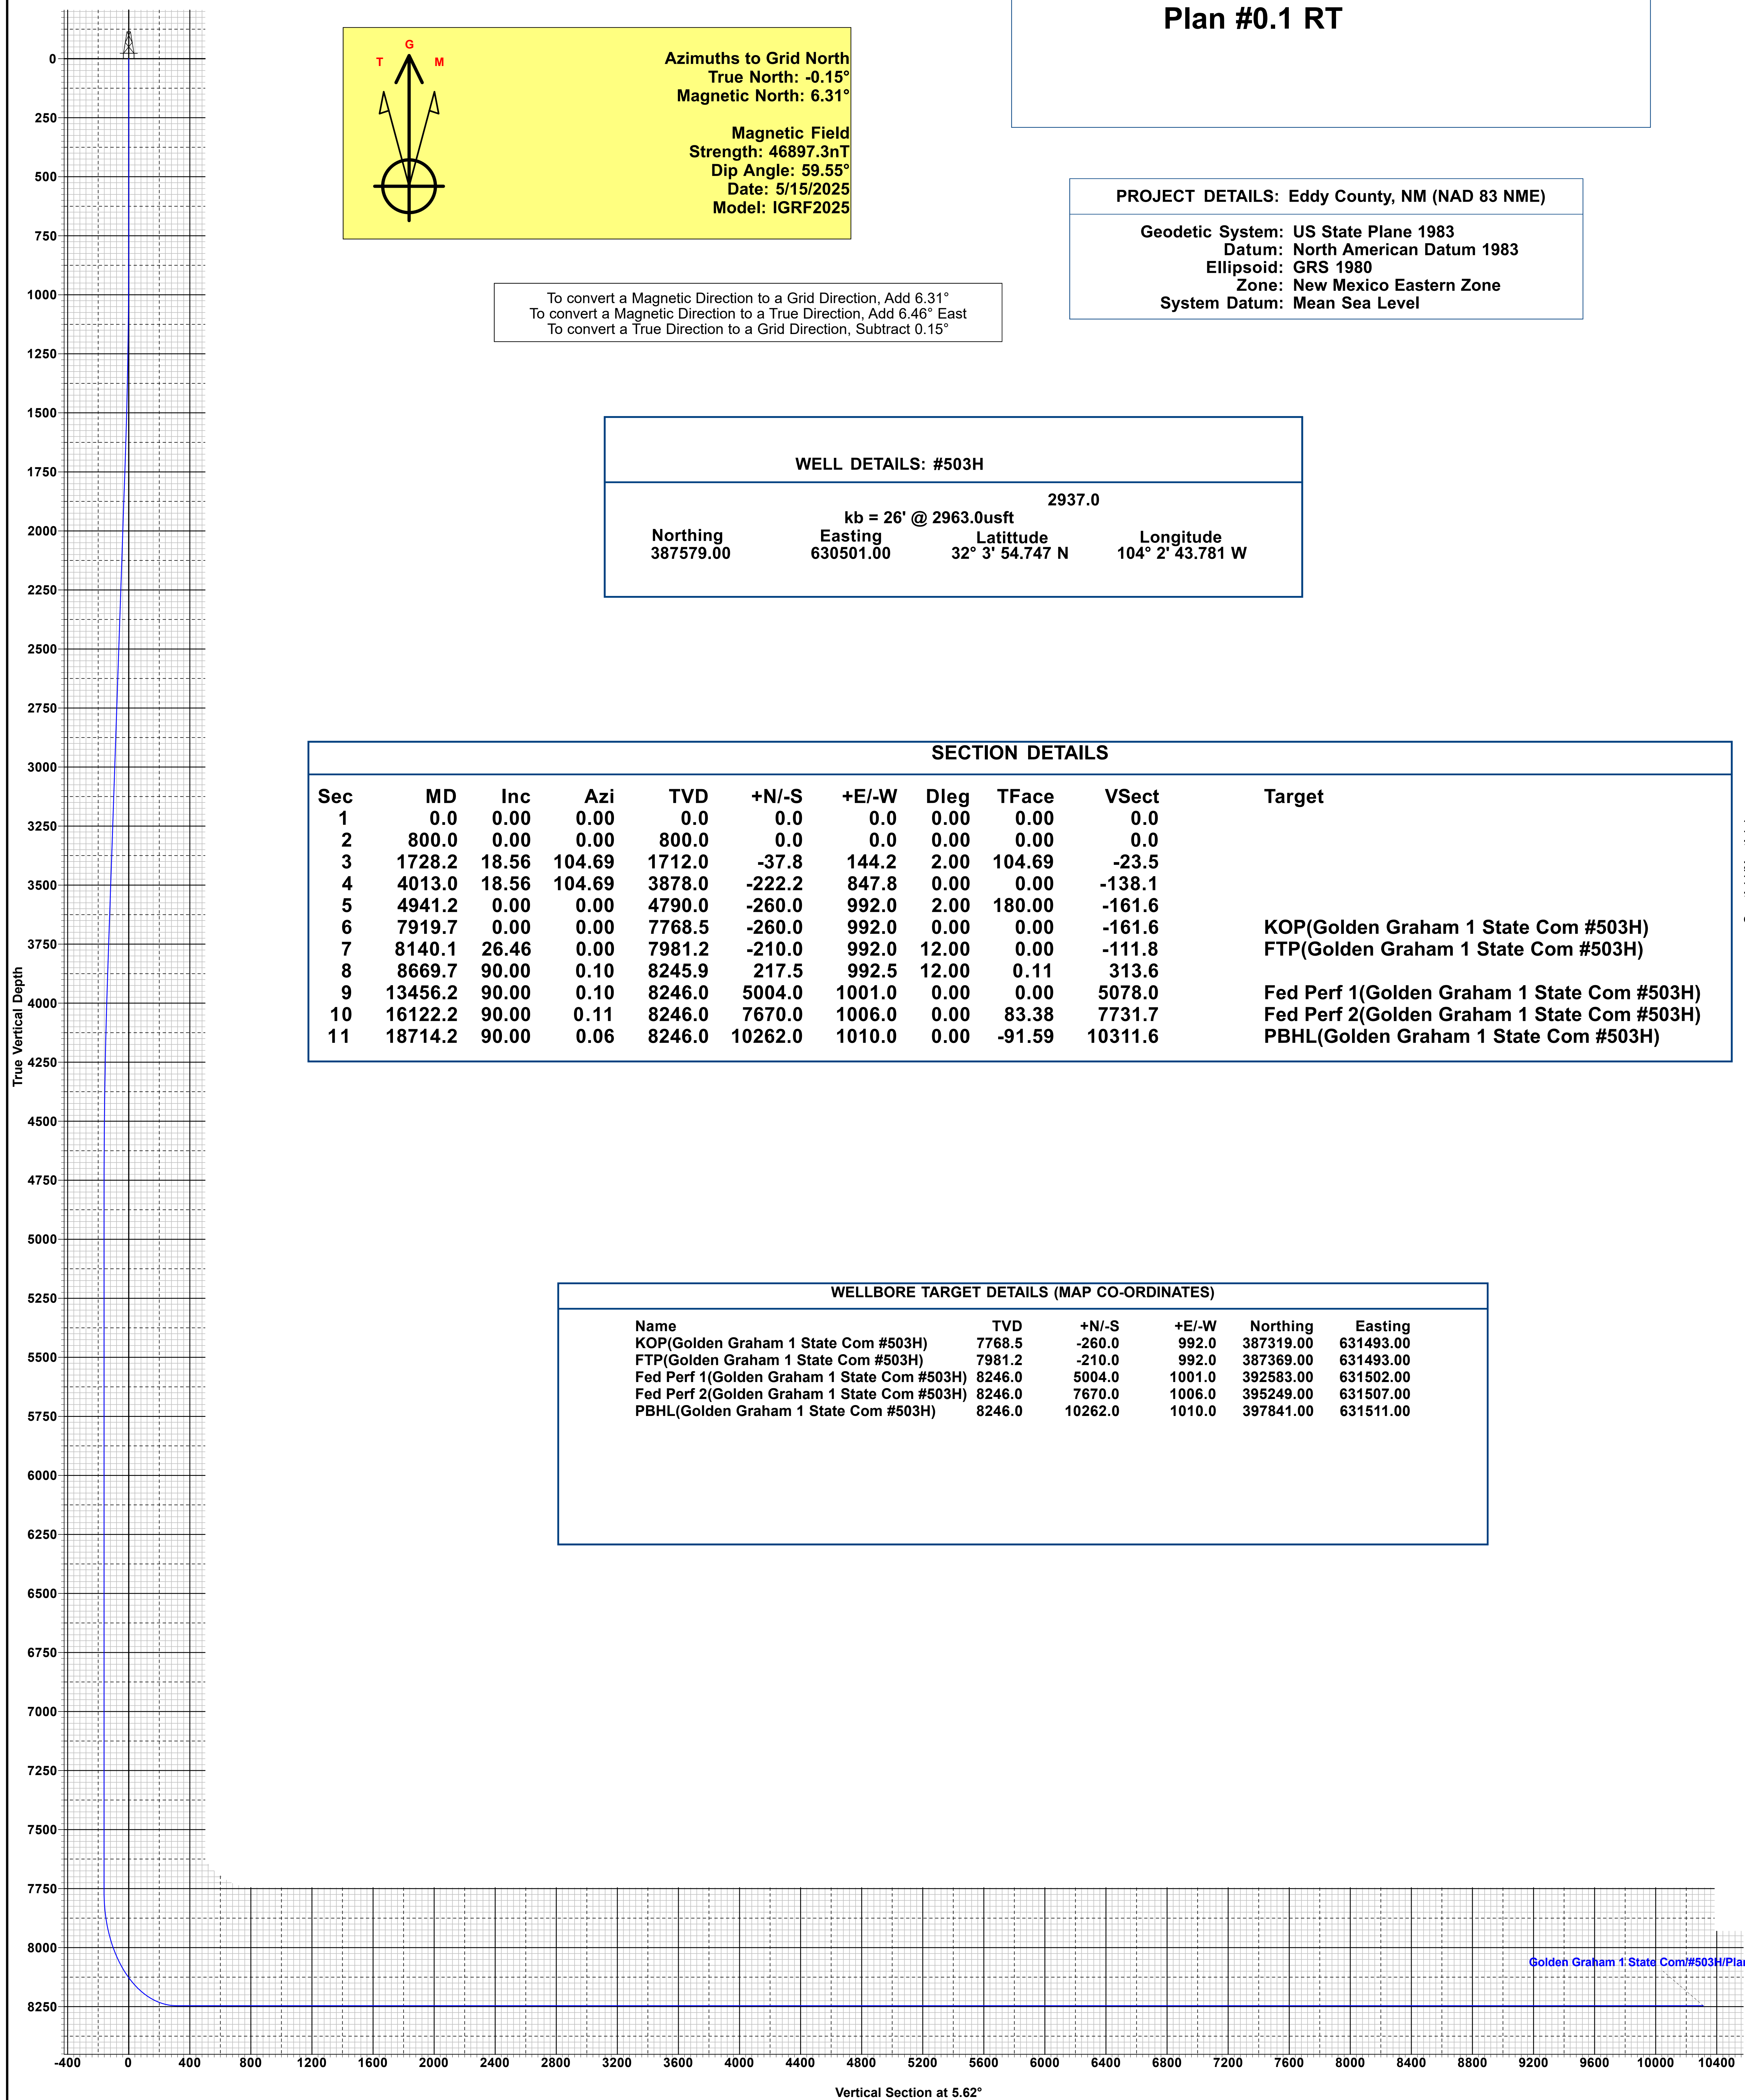 Plan #0.1 RT
G
T M
Azimuths to Grid North
True North: -0.15°
Magnetic North: 6.31°
Magnetic Field
Strength: 46897.3nT
Dip Angle: 59.55°
Date: 5/15/2025
Model: IGRF2025
PROJECT DETAILS: Eddy County, NM (NAD 83 NME)
Geodetic System: US State Plane 1983
Datum: North American Datum 1983
Ellipsoid: GRS 1980
Zone: New Mexico Eastern Zone
System Datum: Mean Sea Level
To convert a Magnetic Direction to a Grid Direction, Add 6.31°
To convert a Magnetic Direction to a True Direction, Add 6.46° East
To convert a True Direction to a Grid Direction, Subtract 0.15°
WELL DETAILS: #503H
2937.0
kb = 26' @ 2963.0usft
Northing Easting Latittude Longitude
387579.00 630501.00 32° 3' 54.747 N 104° 2' 43.781 W
SECTION DETAILS
Sec MD Inc Azi TVD +N/-S +E/-W Dleg TFace VSect Target
1 0.0 0.00 0.00 0.0 0.0 0.0 0.00 0.00 0.0
2 800.0 0.00 0.00 800.0 0.0 0.0 0.00 0.00 0.0
3 1728.2 18.56 104.69 1712.0 -37.8 144.2 2.00 104.69 -23.5
4 4013.0 18.56 104.69 3878.0 -222.2 847.8 0.00 0.00 -138.1
5 4941.2 0.00 0.00 4790.0 -260.0 992.0 2.00 180.00 -161.6
6 7919.7 0.00 0.00 7768.5 -260.0 992.0 0.00 0.00 -161.6 KOP(Golden Graham 1 State Com #503H)
7 8140.1 26.46 0.00 7981.2 -210.0 992.0 12.00 0.00 -111.8 FTP(Golden Graham 1 State Com #503H)
8 8669.7 90.00 0.10 8245.9 217.5 992.5 12.00 0.11 313.6
9 13456.2 90.00 0.10 8246.0 5004.0 1001.0 0.00 0.00 5078.0 Fed Perf 1(Golden Graham 1 State Com #503H)
10 16122.2 90.00 0.11 8246.0 7670.0 1006.0 0.00 83.38 7731.7 Fed Perf 2(Golden Graham 1 State Com #503H)
11 18714.2 90.00 0.06 8246.0 10262.0 1010.0 0.00 -91.59 10311.6 PBHL(Golden Graham 1 State Com #503H)
WELLBORE TARGET DETAILS (MAP CO-ORDINATES)
Name TVD +N/-S +E/-W Northing Easting
KOP(Golden Graham 1 State Com #503H) 7768.5 -260.0 992.0 387319.00 631493.00
FTP(Golden Graham 1 State Com #503H) 7981.2 -210.0 992.0 387369.00 631493.00
Fed Perf 1(Golden Graham 1 State Com #503H) 8246.0 5004.0 1001.0 392583.00 631502.00
Fed Perf 2(Golden Graham 1 State Com #503H) 8246.0 7670.0 1006.0 395249.00 631507.00
PBHL(Golden Graham 1 State Com #503H) 8246.0 10262.0 1010.0 397841.00 631511.00
True Vertical Depth
0
250
500
750
1000
1250
1500
1750
2000
2250
2500
2750
3000
3250
3500
3750
4000
4250
4500
4750
5000
5250
5500
5750
6000
6250
6500
6750
7000
7250
7500
7750
8000
8250
Golden Graham 1 State Com/#503H/Plan
-400 0 400 800 1200 1600 2000 2400 2800 3200 3600 4000 4400 4800 5200 5600 6000 6400 6800 7200 7600 8000 8400 8800 9200 9600 10000 10400
Vertical Section at 5.62°